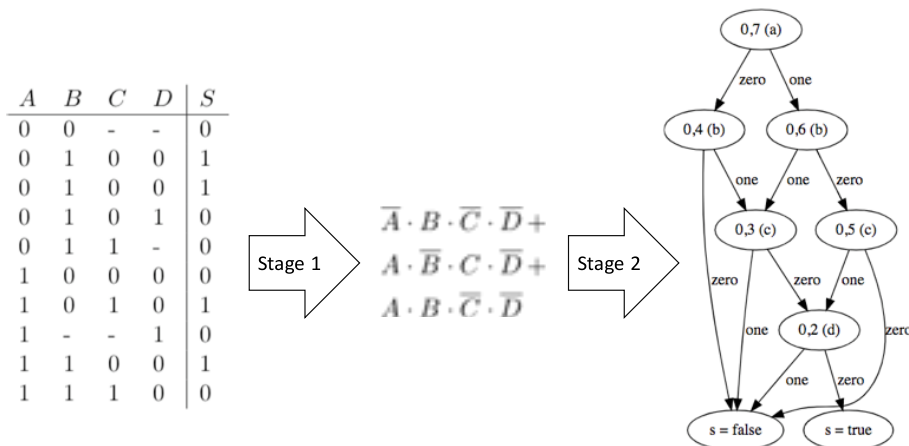 A B C D S
0 0 - - 0
0 1 0 0 1
0 1 0 0 1
0 1 0 1 0
0 1 1 - 0
1 0 0 0 0
1 0 1 0 1
1 - - 1 0
1 1 0 0 1
1 1 1 0 0
Stage 1
A̅ · B · C̅ · D̅ +
A · B̅ · C · D̅ +
A · B · C̅ · D̅
Stage 2
0,7 (a)
zero one
0,4 (b) 0,6 (b)
one one zero
0,3 (c) 0,5 (c)
zero zero one
one 0,2 (d) zero
one zero
s = false s = true